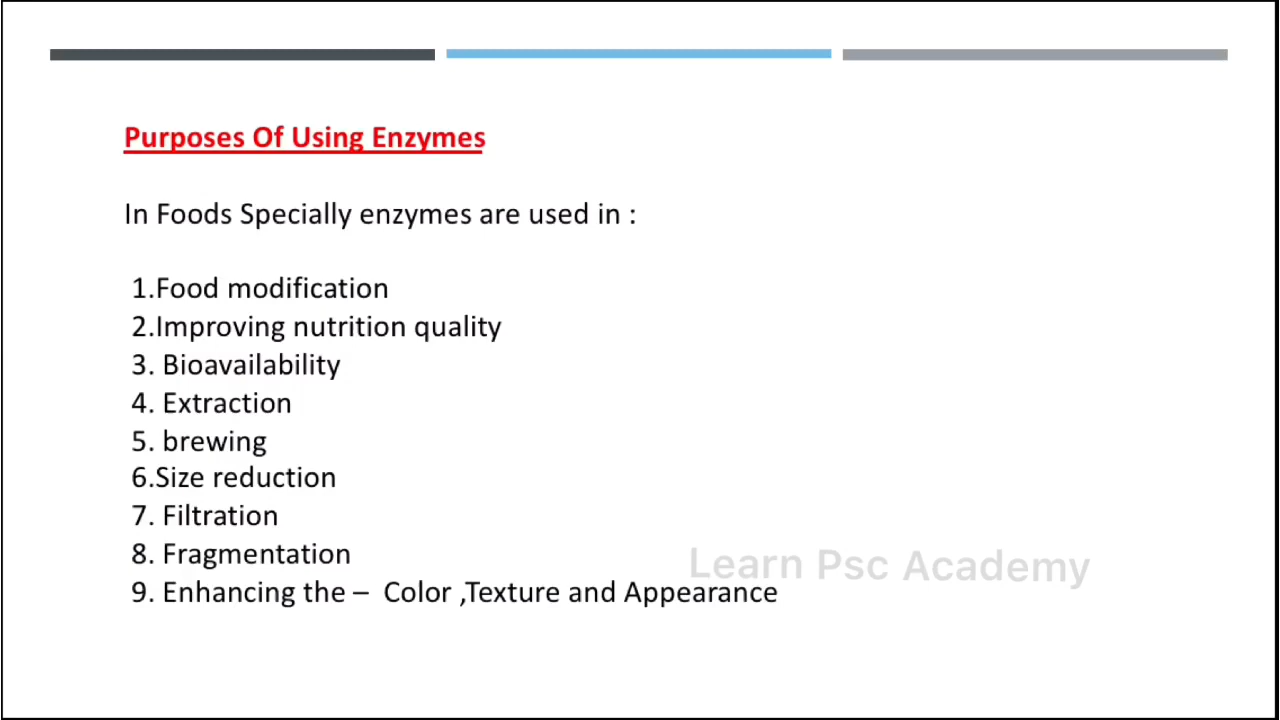 Purposes Of Using Enzymes
In Foods Specially enzymes are used in :
1.Food modification
2.Improving nutrition quality
3. Bioavailability
4. Extraction
5. brewing
6.Size reduction
7. Filtration
8. Fragmentation
Learn Psc Academy
9. Enhancing the – Color ,Texture and Appearance